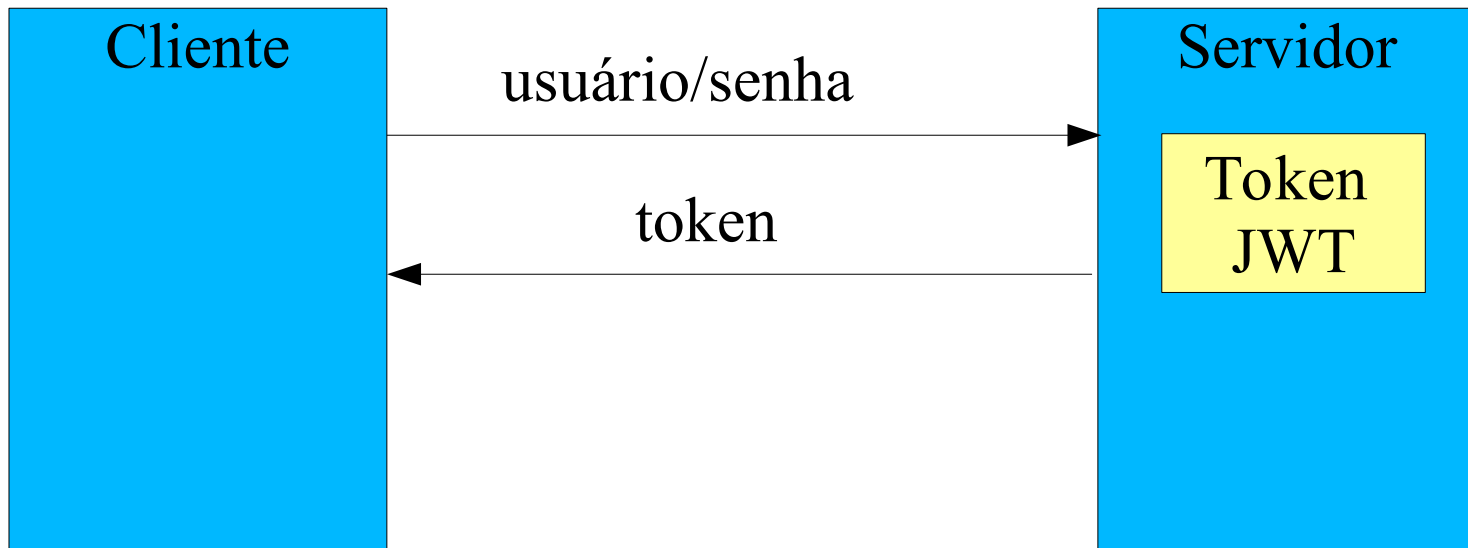 Cliente
usuário/senha
token
Servidor
Token
JWT